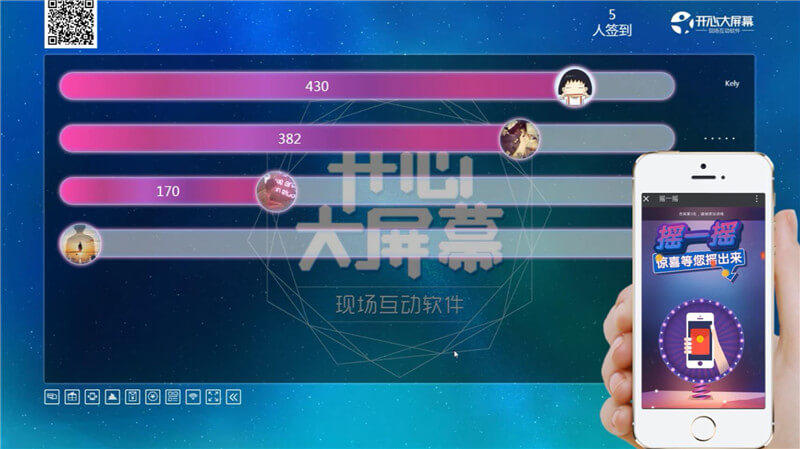 5
人签到
开心大屏幕
现场互动软件
430
Kely
382
170
开心
大屏幕
现场互动软件
摇一摇
摇一摇
惊喜等您摇出来